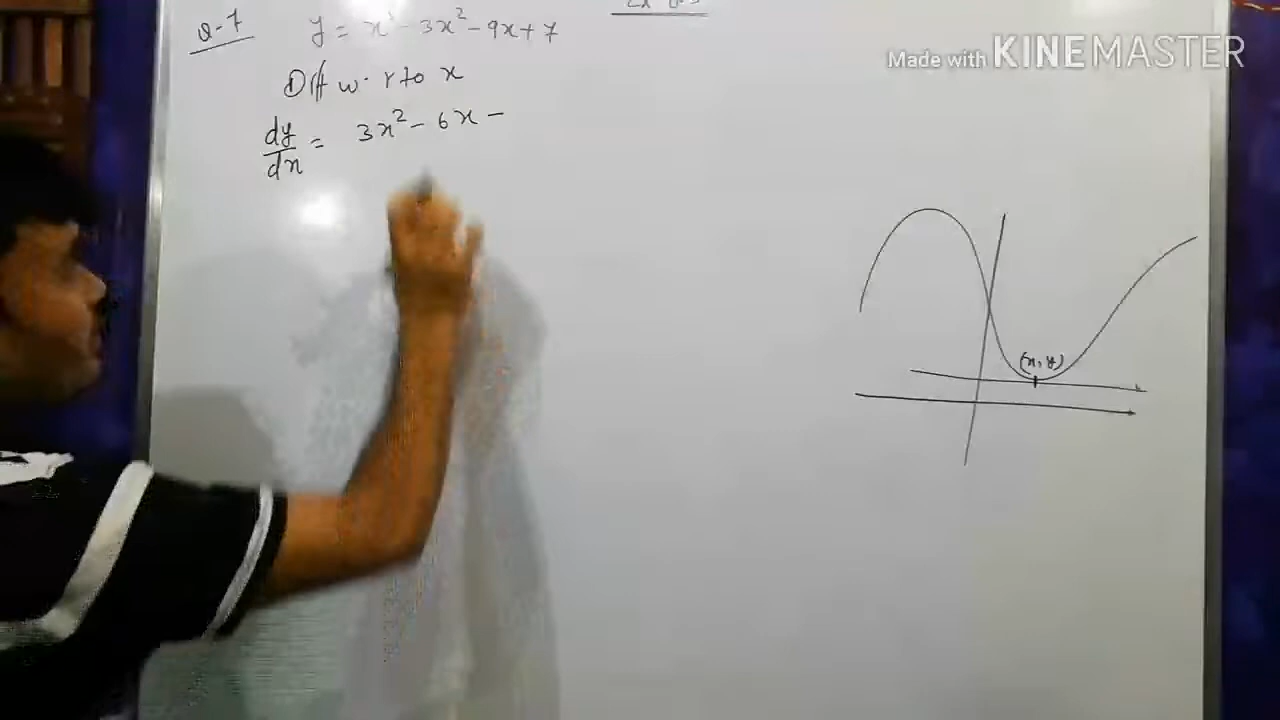 Q-7 y = x³ - 3x² - 9x + 7
Diff w.r to x
dy/dx = 3x² - 6x -
(x, y)
Made with KINEMASTER